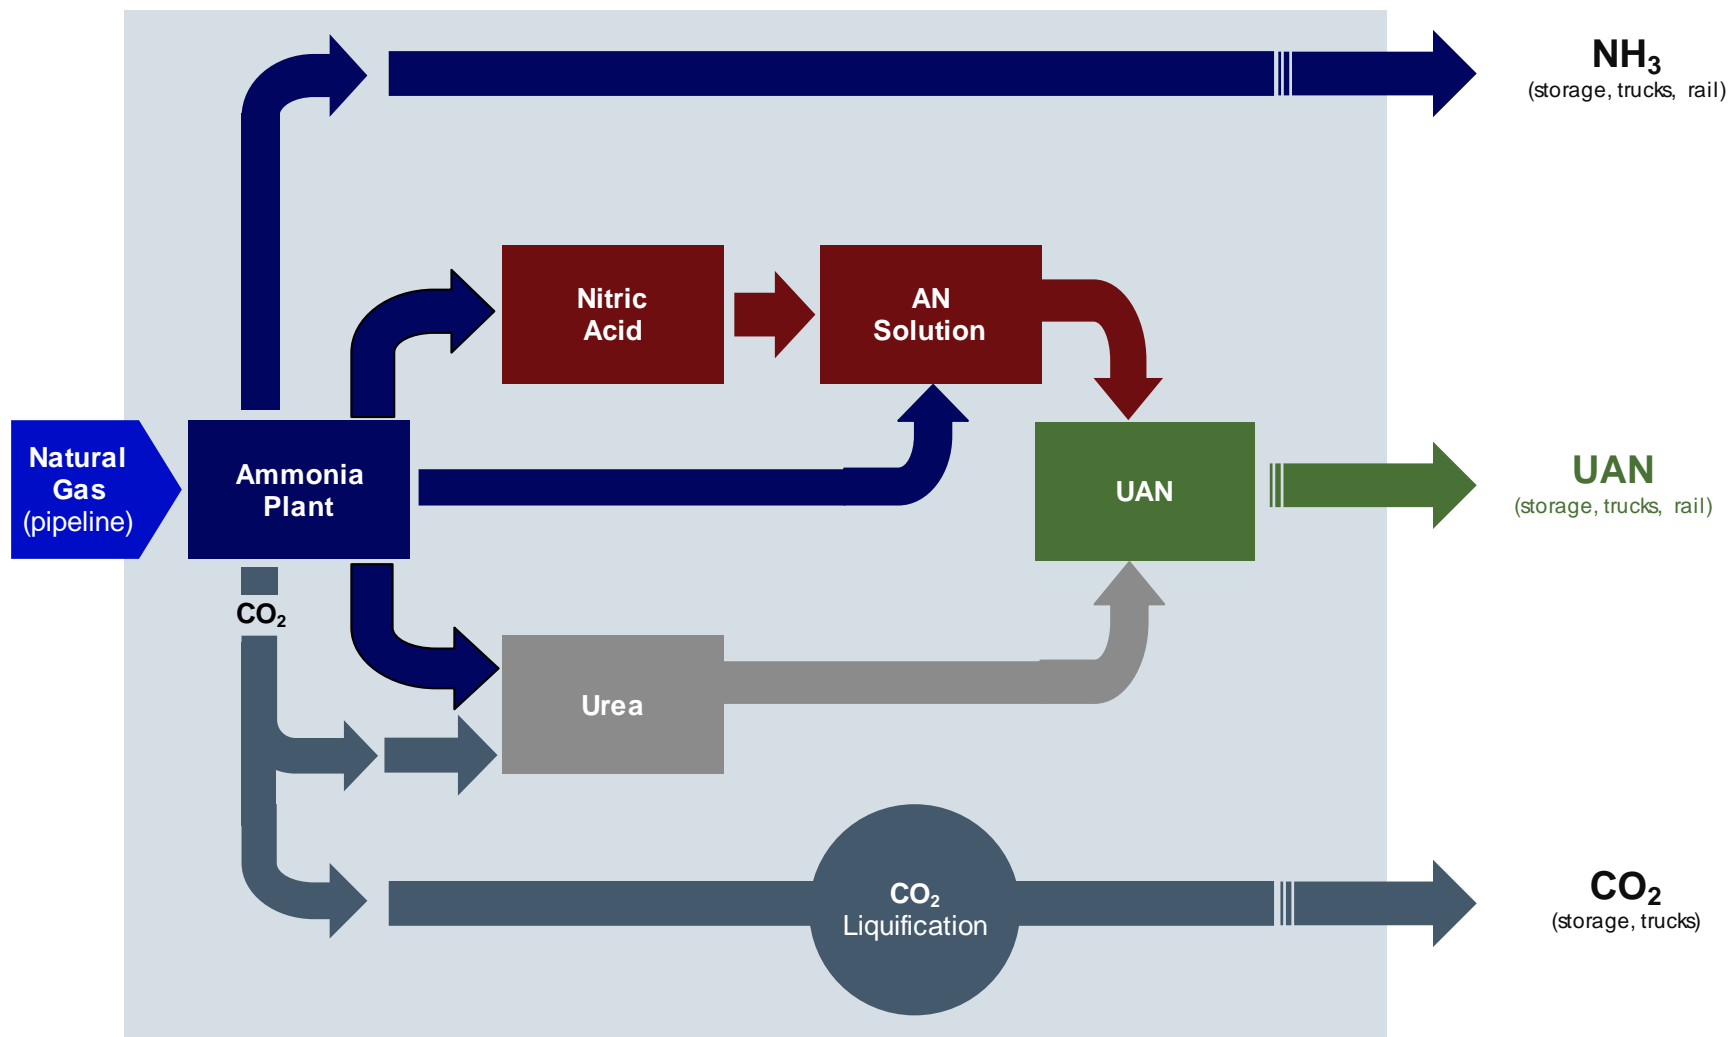 NH₃
(storage, trucks, rail)
Nitric
Acid
AN
Solution
Natural
Gas
(pipeline)
Ammonia
Plant
UAN
UAN
(storage, trucks, rail)
CO₂
Urea
CO₂
Liquification
CO₂
(storage, trucks)